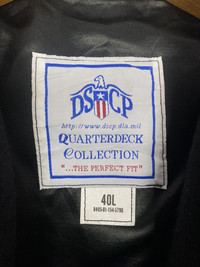 DSCP
http://www.dscp.dla.mil
QUARTERDECK
COLLECTION
"...THE PERFECT FIT"
40L